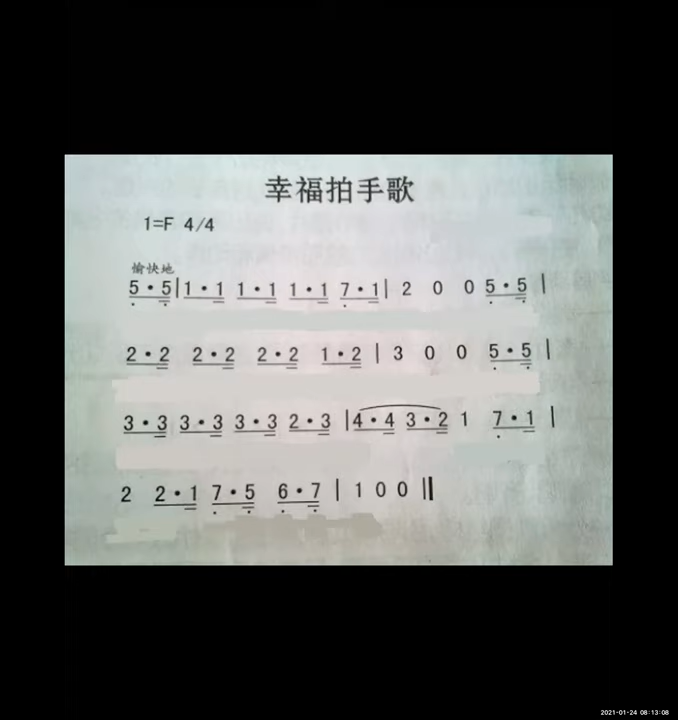 幸福拍手歌
1=F 4/4
愉快地
5·5|1·1 1·1 1·1 7·1| 2 0 0 5·5 |
2·2 2·2 2·2 1·2 | 3 0 0 5·5 |
3·3 3·3 3·3 2·3 |4·4 3·2 1 7·1 |
2 2·1 7·5 6·7 | 1 0 0 ‖
2021-01-24 08:13:08